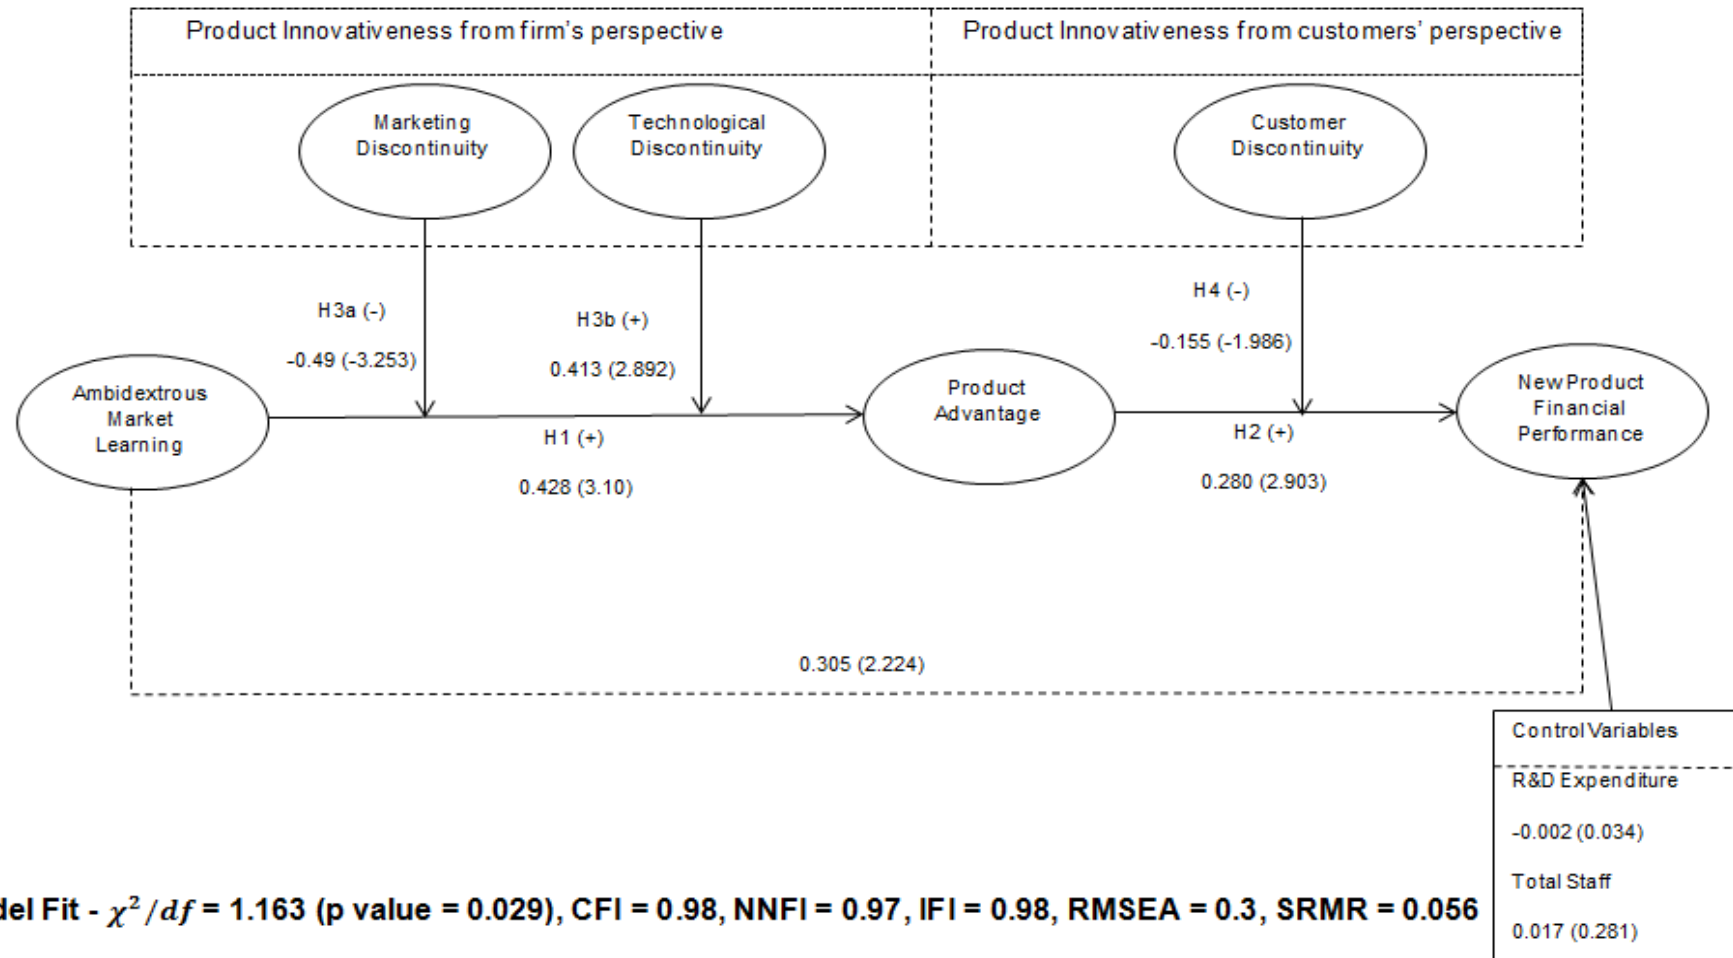 Product Innovativeness from firm's perspective
Product Innovativeness from customers' perspective
Marketing
Discontinuity
Technological
Discontinuity
Customer
Discontinuity
H3a (-)
-0.49 (-3.253)
H3b (+)
0.413 (2.892)
H4 (-)
-0.155 (-1.986)
Ambidextrous
Market
Learning
Product
Advantage
New Product
Financial
Performance
H1 (+)
0.428 (3.10)
H2 (+)
0.280 (2.903)
0.305 (2.224)
Control Variables
R&D Expenditure
-0.002 (0.034)
Total Staff
0.017 (0.281)
del Fit - χ²/df = 1.163 (p value = 0.029), CFI = 0.98, NNFI = 0.97, IFI = 0.98, RMSEA = 0.3, SRMR = 0.056